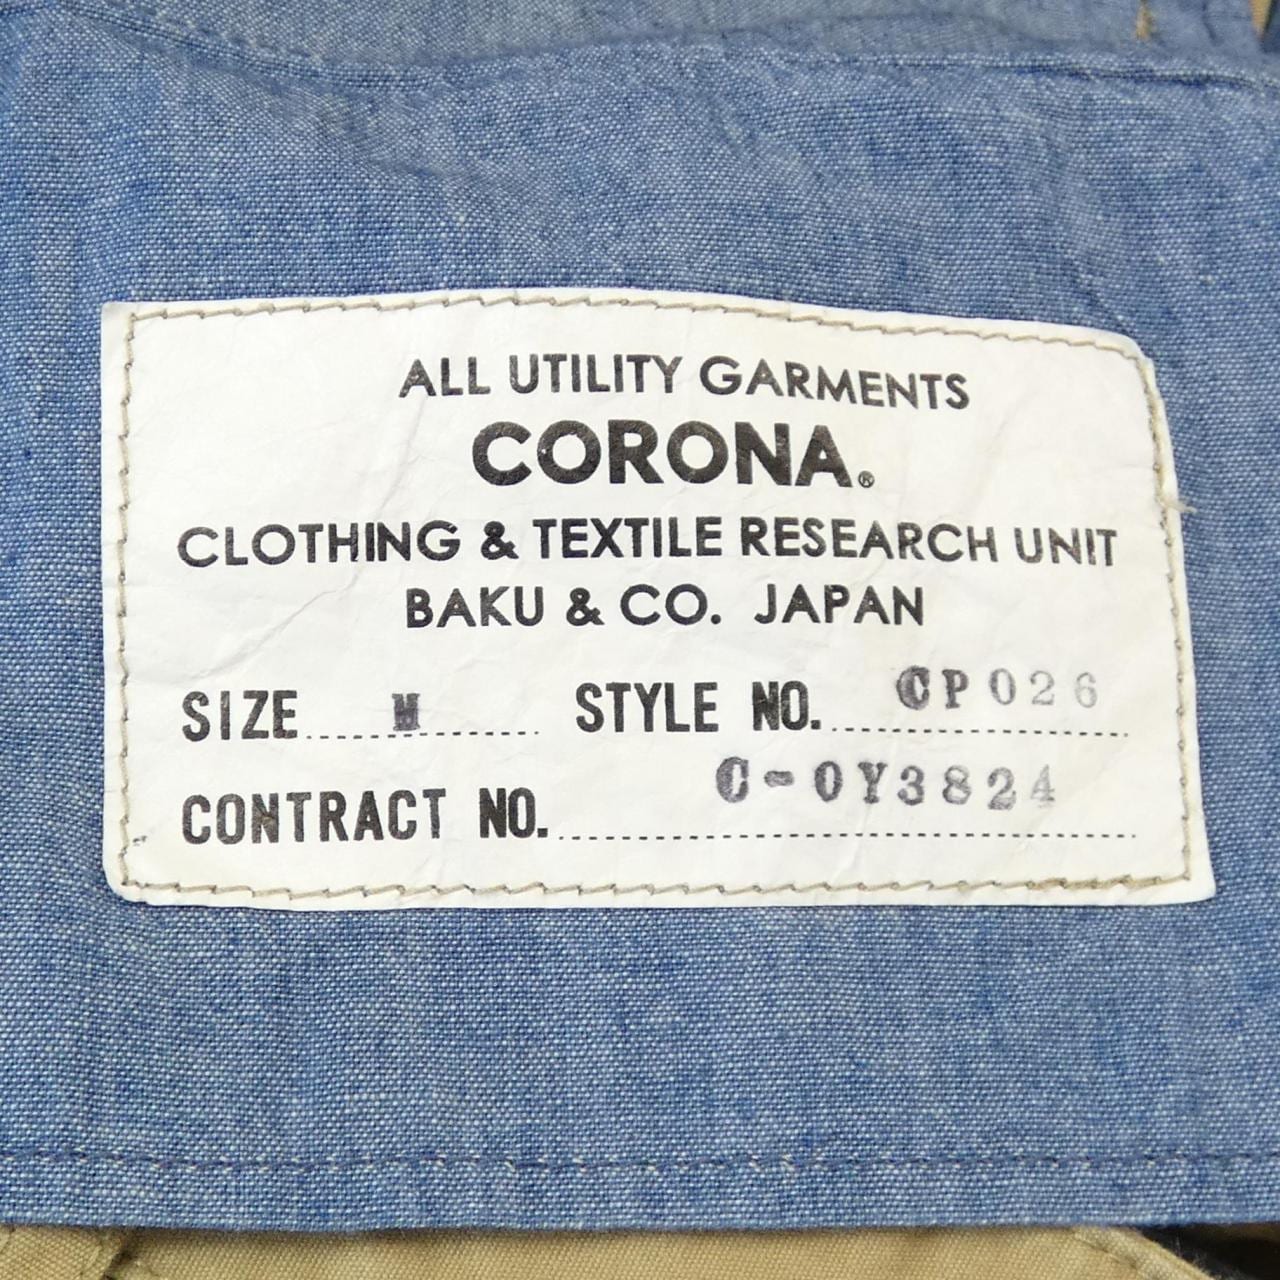 ALL UTILITY GARMENTS
CORONA®
CLOTHING & TEXTILE RESEARCH UNIT
BAKU & CO. JAPAN
SIZE M STYLE NO. CP026
CONTRACT NO. C-0Y3824